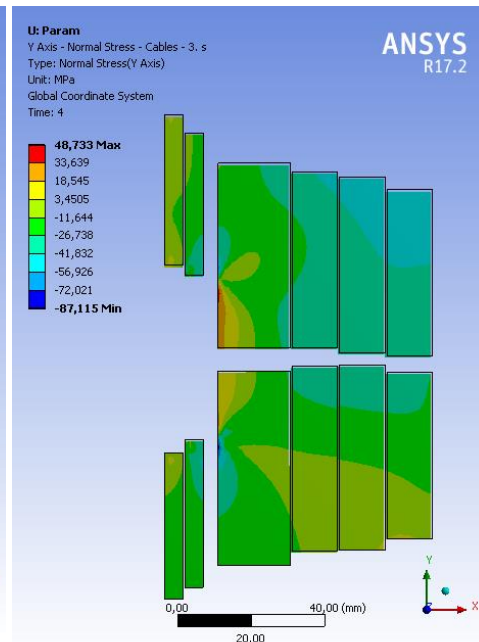 U: Param
Y Axis - Normal Stress - Cables - 3. s
Type: Normal Stress(Y Axis)
Unit: MPa
Global Coordinate System
Time: 4
ANSYS
R17.2
48,733 Max
33,639
18,545
3,4505
-11,644
-26,738
-41,832
-56,926
-72,021
-87,115 Min
Y
X
0,00
40,00 (mm)
20,00